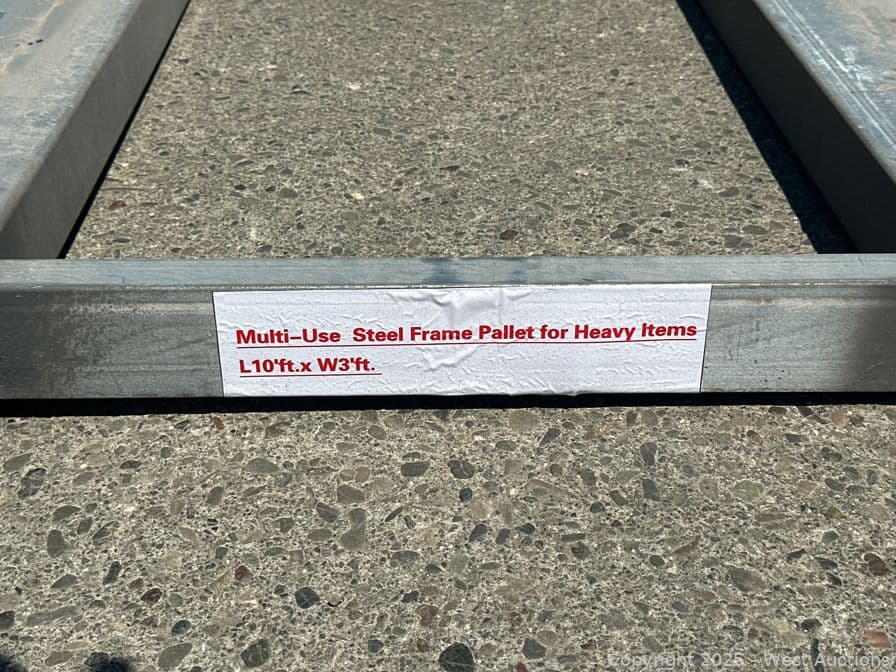 Multi-Use Steel Frame Pallet for Heavy Items
L10'ft.x W3'ft.
Copyright 2025 - West Auctions